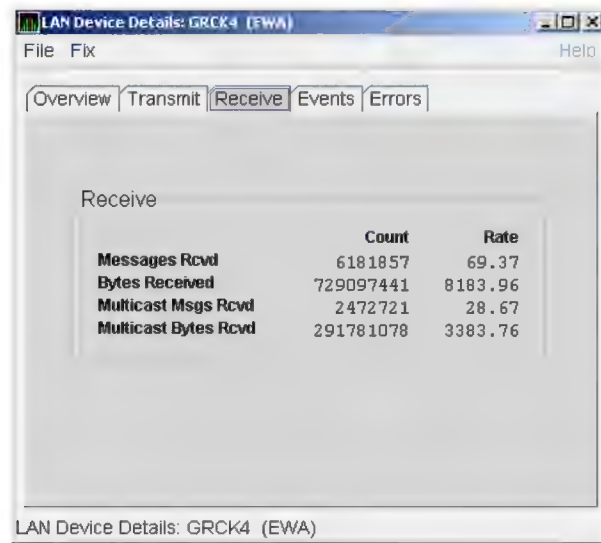 LAN Device Details: GRCK4 (EWA)
File Fix Help
Overview Transmit Receive Events Errors
Receive
Count Rate
Messages Rcvd 6181857 69.37
Bytes Received 729097441 8183.96
Multicast Msgs Rcvd 2472721 28.67
Multicast Bytes Rcvd 291781078 3383.76
LAN Device Details: GRCK4 (EWA)